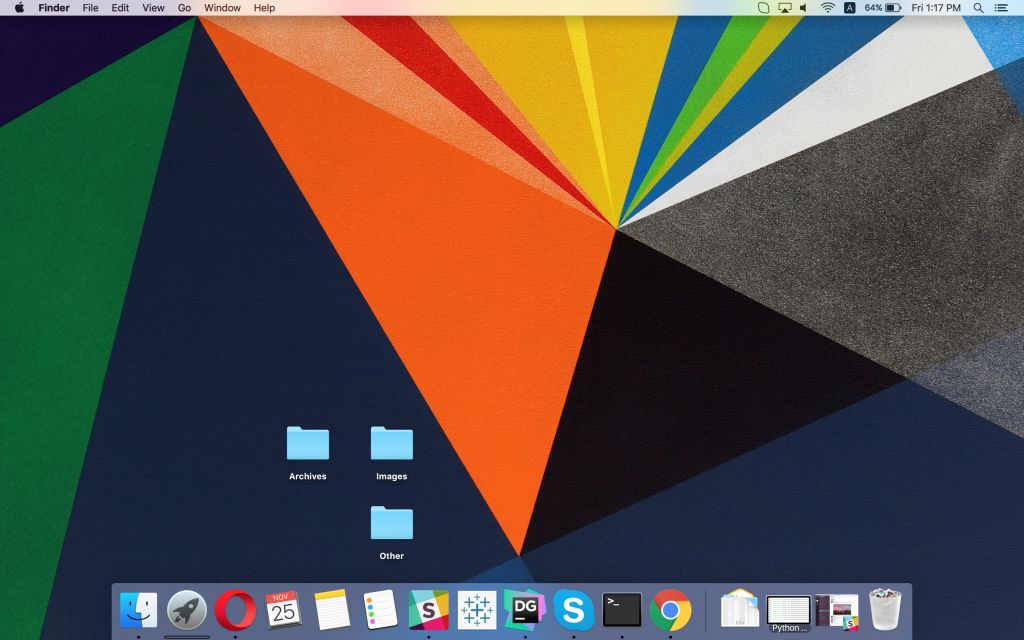 Finder File Edit View Go Window Help
A 64% Fri 1:17 PM
Archives Images
Other
NOV
25
S
DG
S
>_
Python ...